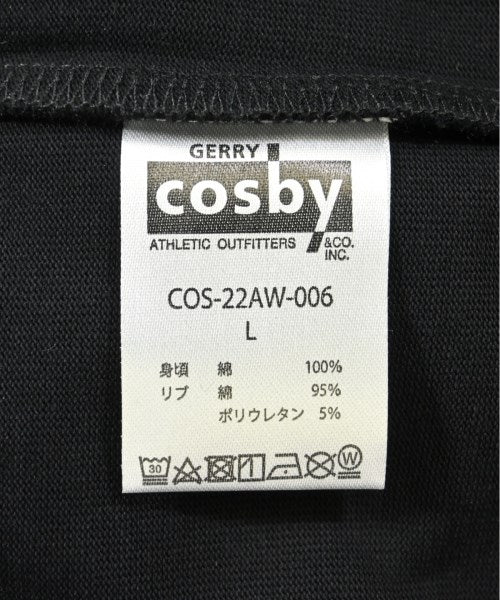 GERRY
cosby
ATHLETIC OUTFITTERS &CO. INC.
COS-22AW-006
L
身頃 綿 100%
リブ 綿 95%
ポリウレタン 5%
30 W